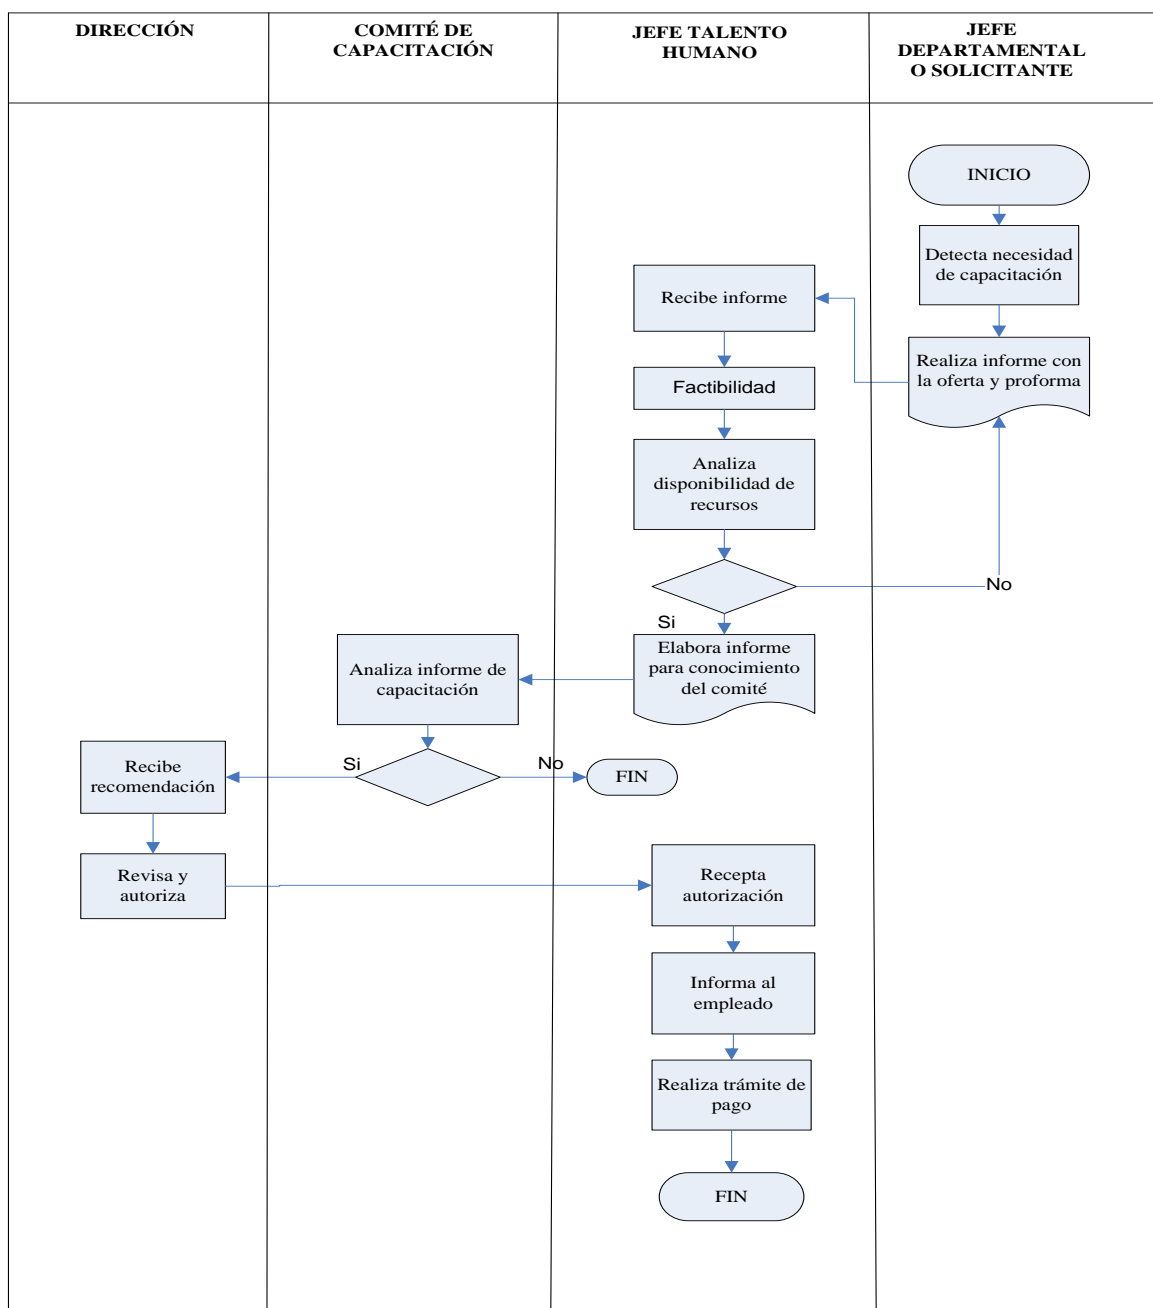 DIRECCIÓN
COMITÉ DE
CAPACITACIÓN
JEFE TALENTO
HUMANO
JEFE
DEPARTAMENTAL
O SOLICITANTE
INICIO
Detecta necesidad
de capacitación
Realiza informe con
la oferta y proforma
Recibe informe
Factibilidad
Analiza
disponibilidad de
recursos
No
Si
Elabora informe
para conocimiento
del comité
Analiza informe de
capacitación
Si
No
FIN
Recibe
recomendación
Revisa y
autoriza
Recepta
autorización
Informa al
empleado
Realiza trámite de
pago
FIN